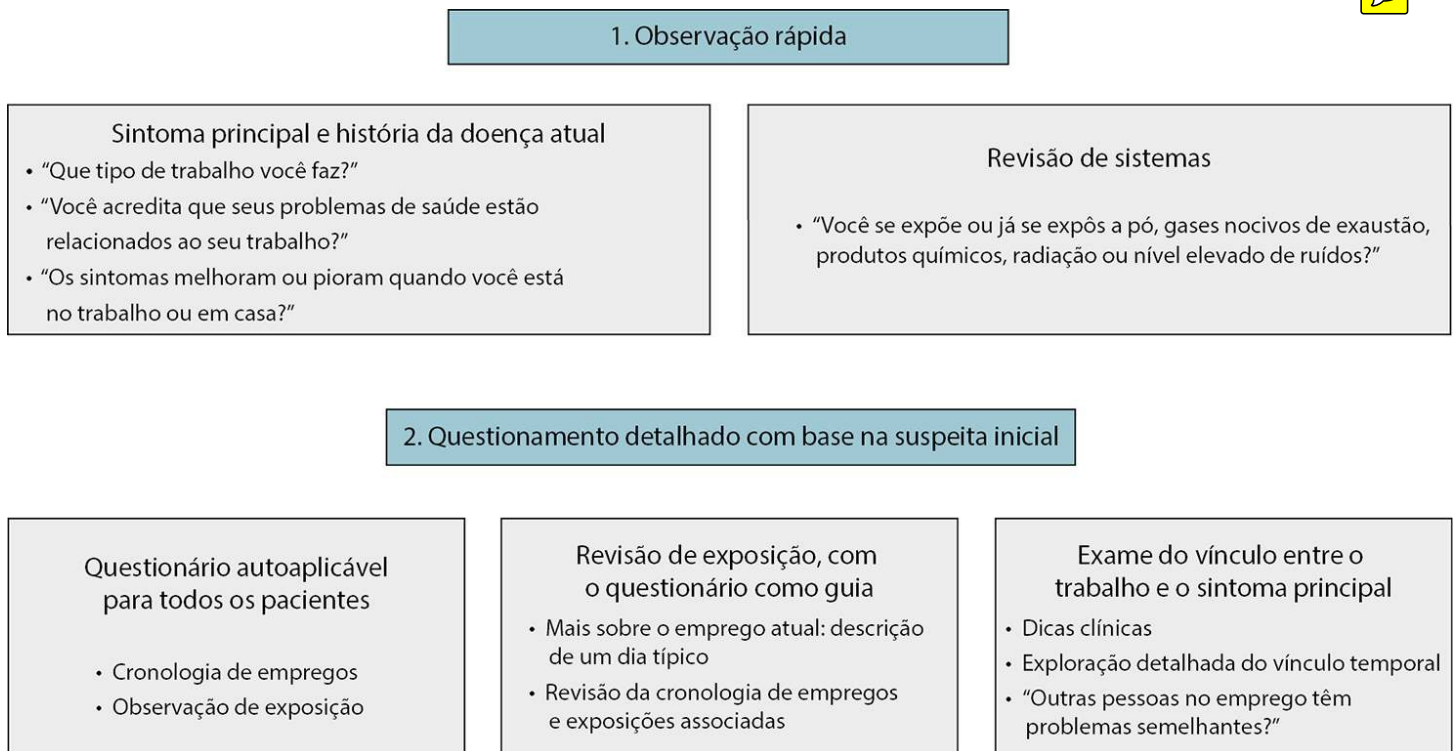 1. Observação rápida
Sintoma principal e história da doença atual
• “Que tipo de trabalho você faz?”
• “Você acredita que seus problemas de saúde estão
relacionados ao seu trabalho?”
• “Os sintomas melhoram ou pioram quando você está
no trabalho ou em casa?”
Revisão de sistemas
• “Você se expõe ou já se expôs a pó, gases nocivos de exaustão,
produtos químicos, radiação ou nível elevado de ruídos?”
2. Questionamento detalhado com base na suspeita inicial
Questionário autoaplicável
para todos os pacientes
• Cronologia de empregos
• Observação de exposição
Revisão de exposição, com
o questionário como guia
• Mais sobre o emprego atual: descrição
de um dia típico
• Revisão da cronologia de empregos
e exposições associadas
Exame do vínculo entre o
trabalho e o sintoma principal
• Dicas clínicas
• Exploração detalhada do vínculo temporal
• “Outras pessoas no emprego têm
problemas semelhantes?”